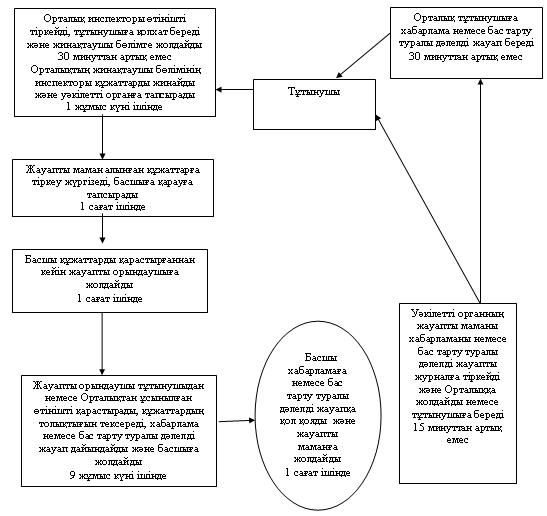 Орталық инспекторы өтінішті
тіркейді, тұтынушыға қолхат береді
және жинақтаушы бөлімге жолдайды
30 минуттан артық емес
Орталықтың жинақтаушы бөлімінің
инспекторы құжаттарды жинайды
және уәкілетті органға тапсырады
1 жұмыс күні ішінде
Орталық тұтынушыға
хабарлама немесе бас тарту
туралы дәлелді жауап береді
30 минуттан артық емес
Тұтынушы
Жауапты маман алынған құжаттарға
тіркеу жүргізеді, басшыға қарауға
тапсырады
1 сағат ішінде
Басшы құжаттарды қарастырғаннан
кейін жауапты орындаушыға
жолдайды
1 сағат ішінде
Жауапты орындаушы тұтынушыдан
немесе Орталықтан ұсынылған
өтінішті қарастырады, құжаттардың
толықтығын тексереді, хабарлама
немесе бас тарту туралы дәлелді
жауап дайындайды және басшыға
жолдайды
9 жұмыс күні ішінде
Басшы
хабарламаға
немесе бас
тарту туралы
дәлелді жауапқа
қол қояды және
жауапты
маманға
жолдайды
1 сағат ішінде
Уәкілетті органның
жауапты маманы
хабарламаны немесе
бас тарту туралы
дәлелді жауапты
журналға тіркейді
және Орталыққа
жолдайды немесе
тұтынушыға береді
15 минуттан артық
емес